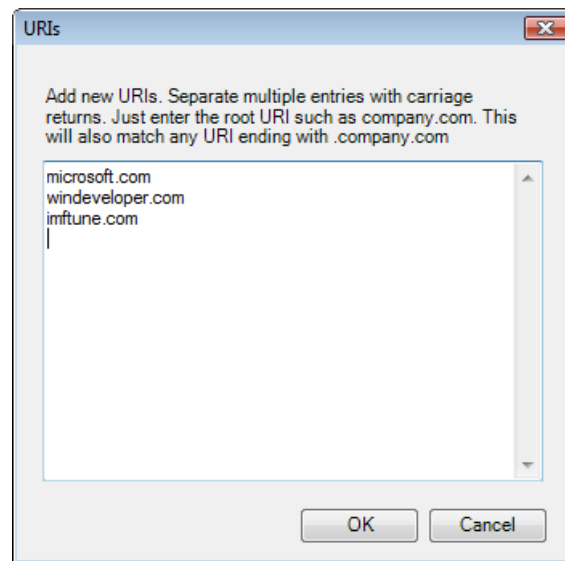 URIs
Add new URIs. Separate multiple entries with carriage
returns. Just enter the root URI such as company.com. This
will also match any URI ending with .company.com
microsoft.com
windeveloper.com
imftune.com
OK
Cancel